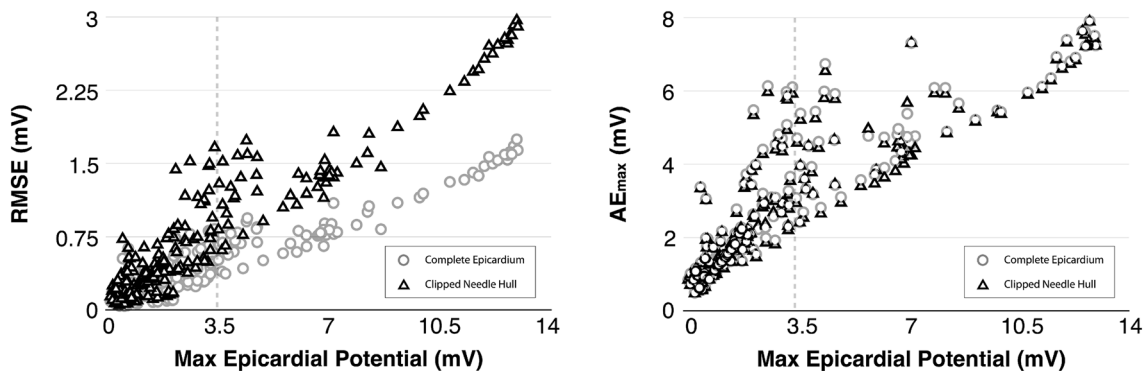 RMSE (mV)
3
2.25
1.5
0.75
0
0 3.5 7 10.5 14
Max Epicardial Potential (mV)
Complete Epicardium
Clipped Needle Hull
AEmax (mV)
8
6
4
2
0
0 3.5 7 10.5 14
Max Epicardial Potential (mV)
Complete Epicardium
Clipped Needle Hull